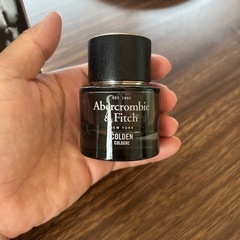 EST. 1892
Abercrombie
& Fitch
NEW YORK
COLDEN
COLOGNE